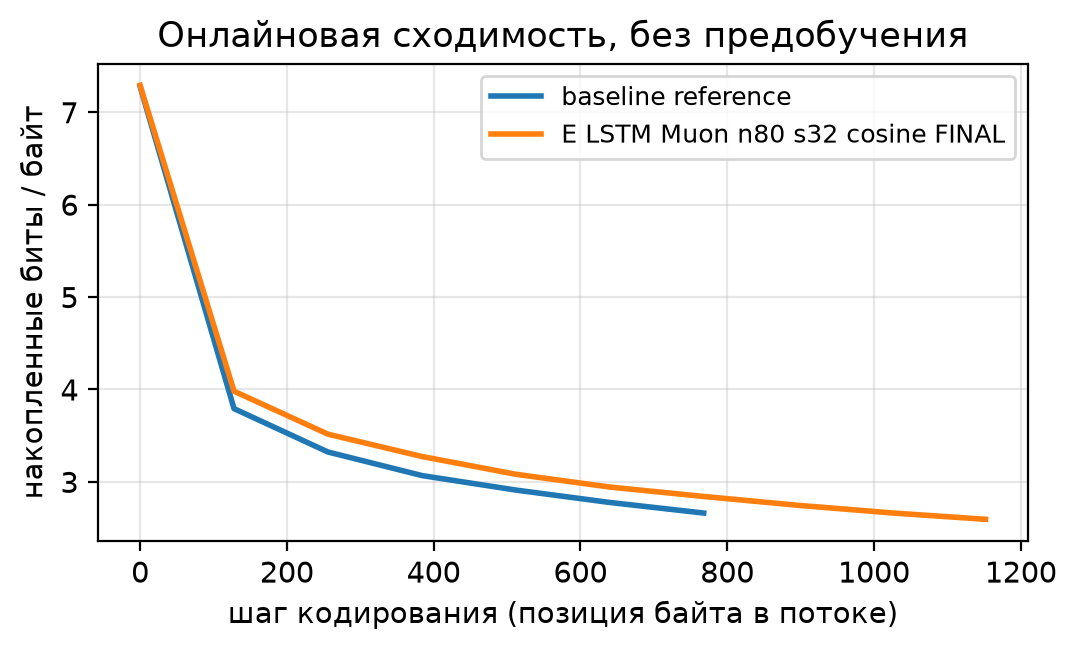 Онлайновая сходимость, без предобучения
baseline reference
E LSTM Muon n80 s32 cosine FINAL
накопленные биты / байт
7
6
5
4
3
0 200 400 600 800 1000 1200
шаг кодирования (позиция байта в потоке)